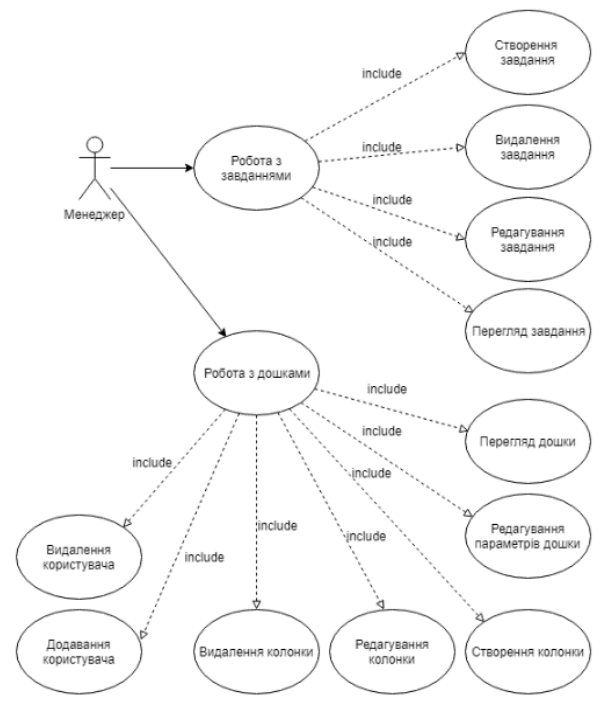 Створення
завдання
include
Видалення
завдання
include
Робота з
завданнями
Менеджер
include
Редагування
завдання
include
Перегляд завдання
Робота з дошками
include
Перегляд дошки
include
include
include
Редагування
параметрів дошки
include
include
include
Видалення
користувача
Додавання
користувача
Видалення колонки
Редагування
колонки
Створення колонки